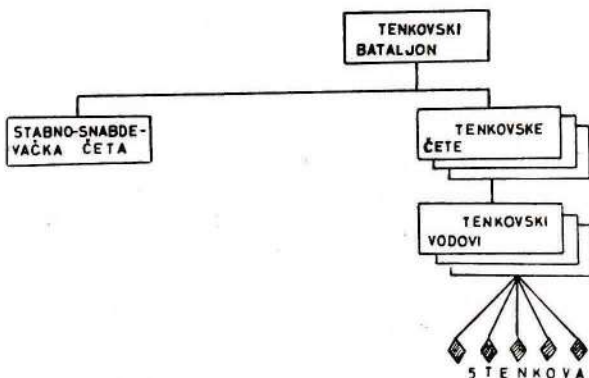 TENKOVSKI
BATALJON
STABNO-SNABDE-
VAČKA ČETA
TENKOVSKE
ČETE
TENKOVSKI
VODOVI
5 TENKOVA